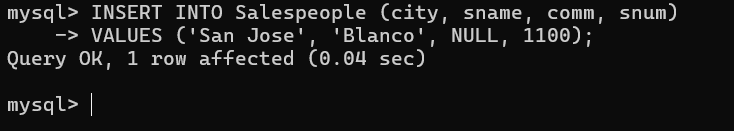 mysql> INSERT INTO Salespeople (city, sname, comm, snum)
    -> VALUES ('San Jose', 'Blanco', NULL, 1100);
Query OK, 1 row affected (0.04 sec)
mysql>